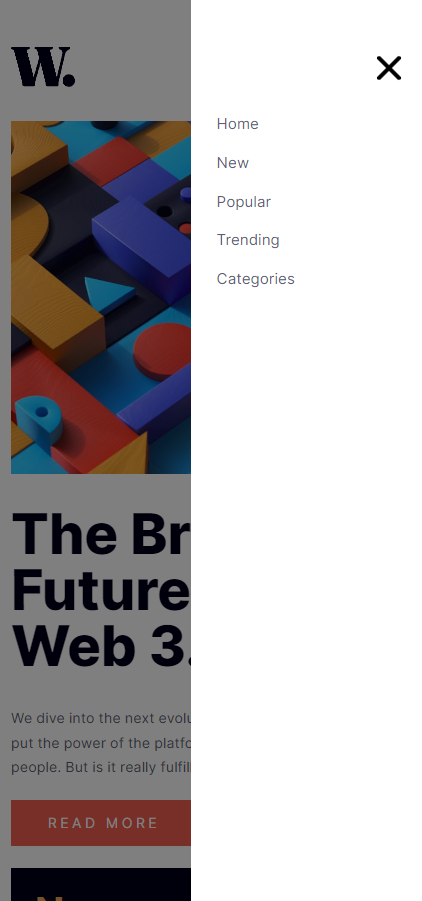 W.
Home
New
Popular
Trending
Categories
The Br
Future
Web 3.
We dive into the next evolu
put the power of the platfo
people. But is it really fulfil
READ MORE